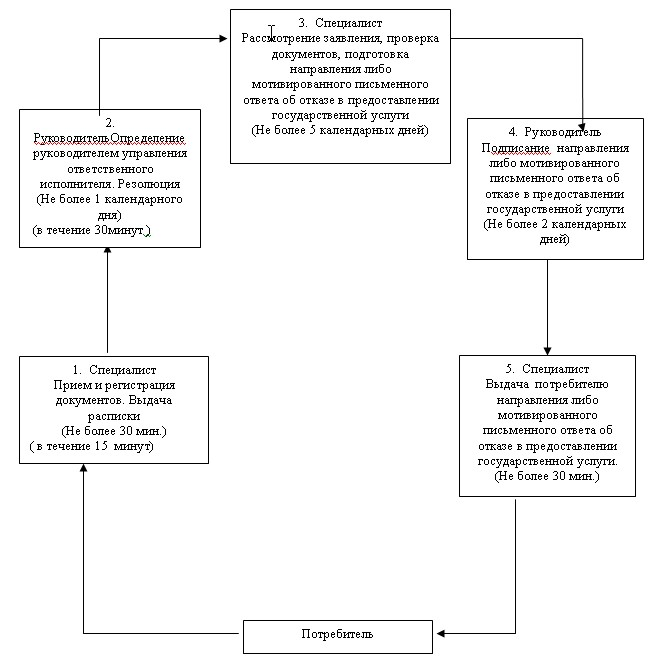 3.  Специалист
Рассмотрение заявления, проверка
документов, подготовка
направления либо
мотивированного письменного
ответа об отказе в предоставлении
государственной услуги
(Не более 5 календарных дней)
2.
РуководительОпределение
руководителем управления
ответственного
исполнителя. Резолюция
(Не более 1 календарного
дня)
(в течение 30минут.)
4.  Руководитель
Подписание  направления
либо мотивированного
письменного ответа об
отказе в предоставлении
государственной услуги
(Не более 2 календарных
дней)
1.  Специалист
Прием и регистрация
документов. Выдача
расписки
(Не более 30 мин.)
( в течение 15  минут)
5.  Специалист
Выдача  потребителю
направления либо
мотивированного
письменного ответа об
отказе в предоставлении
государственной услуги.
(Не более 30 мин.)
Потребитель